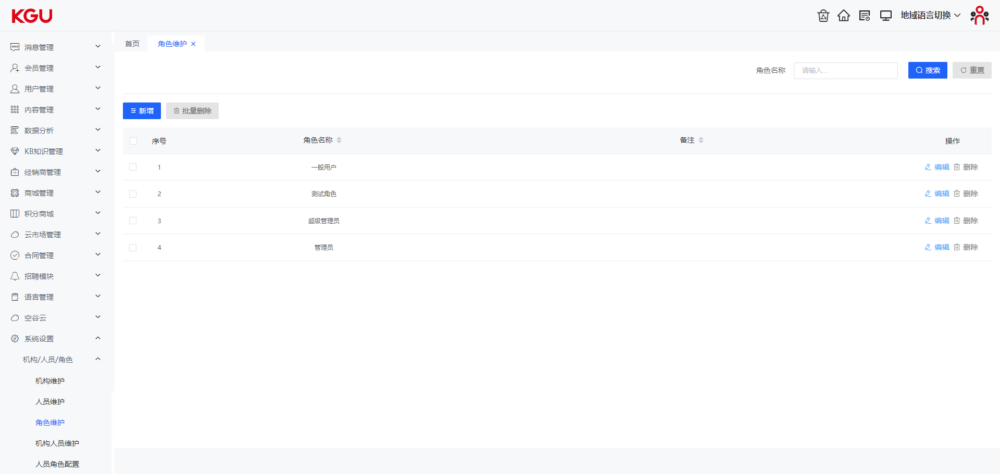 KGU
地域语言切换
消息管理
会员管理
用户管理
内容管理
数据分析
KB知识管理
经销商管理
商城管理
积分商城
云市场管理
合同管理
招聘模块
语言管理
空谷云
系统设置
机构/人员/角色
机构维护
人员维护
角色维护
机构人员维护
人员角色配置
首页 角色维护
角色名称 请输入... 搜索 重置
新增 批量删除
序号 角色名称 备注 操作
1 一般用户 编辑 删除
2 测试角色 编辑 删除
3 超级管理员 编辑 删除
4 管理员 编辑 删除